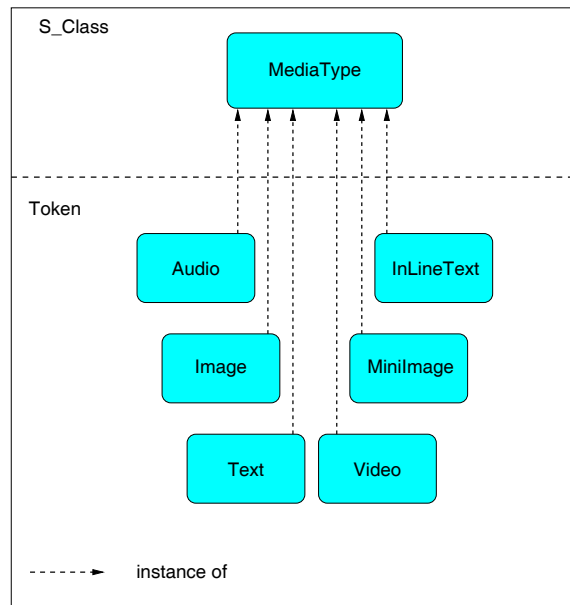 S_Class
MediaType
Token
Audio
InLineText
Image
MiniImage
Text
Video
instance of